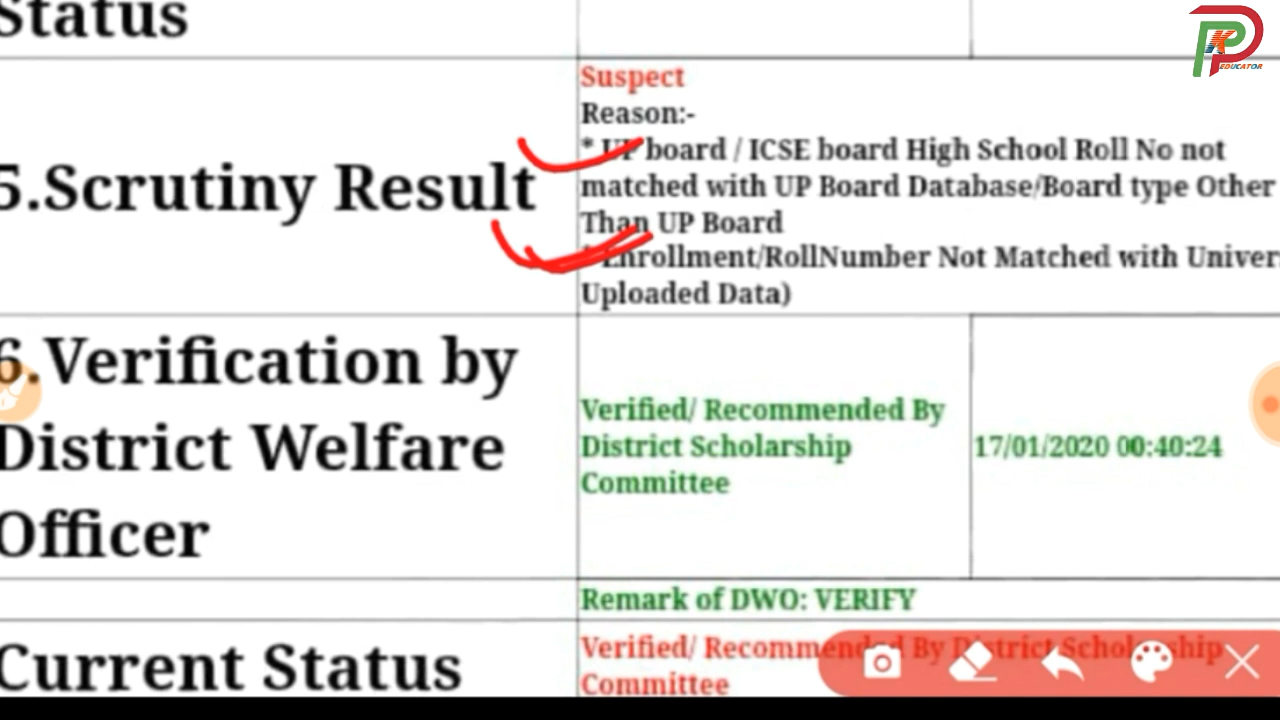 Status
Suspect
Reason:-
* UP board / ICSE board High School Roll No not
matched with UP Board Database/Board type Other
Than UP Board
5.Scrutiny Result
* Enrollment/RollNumber Not Matched with Univer
Uploaded Data)
6.Verification by
District Welfare
Officer
Verified/ Recommended By
District Scholarship
Committee
17/01/2020 00:40:24
Remark of DWO: VERIFY
Current Status
Verified/ Recommended By District Scholarship
Committee
PKP
EDUCATOR